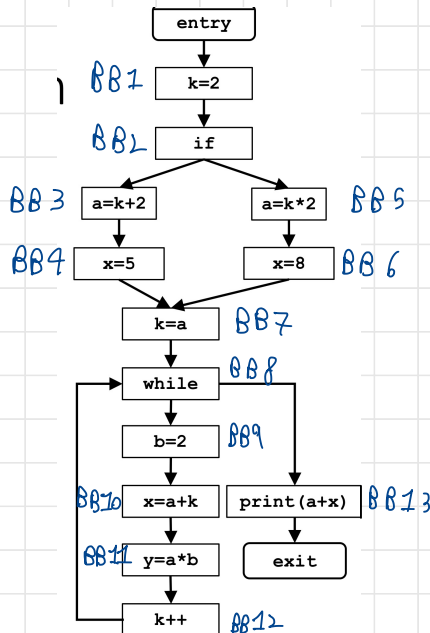 entry
BB1 k=2
BB2 if
BB3 a=k+2 a=k*2 BB5
BB4 x=5 x=8 BB6
k=a BB7
while BB8
b=2 BB9
BB10 x=a+k print(a+x) BB13
BB11 y=a*b exit
k++ BB12